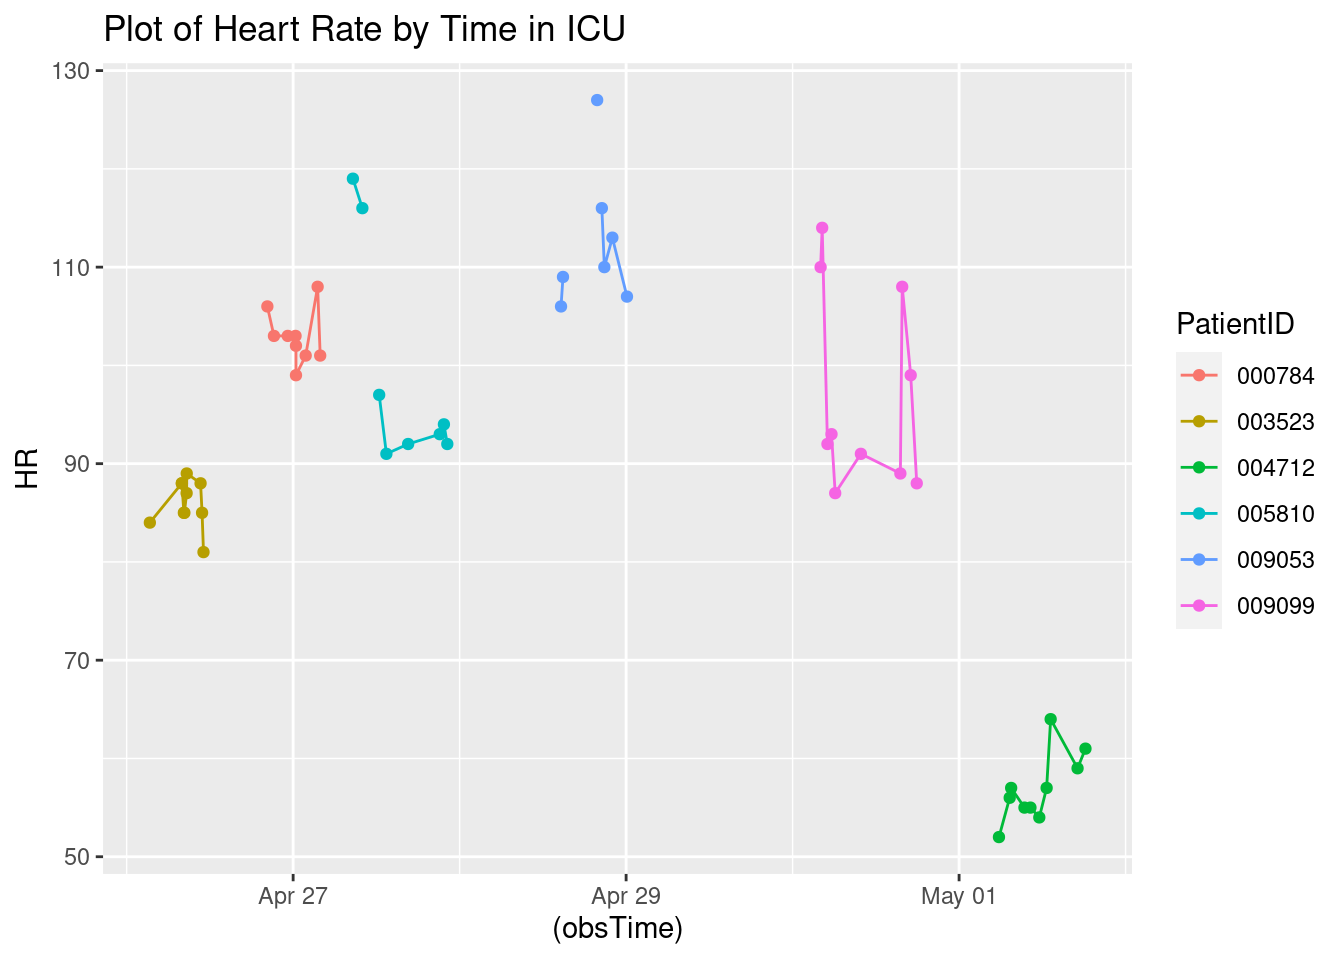 Plot of Heart Rate by Time in ICU
130
110
90
70
50
HR
Apr 27
Apr 29
May 01
(obsTime)
PatientID
000784
003523
004712
005810
009053
009099